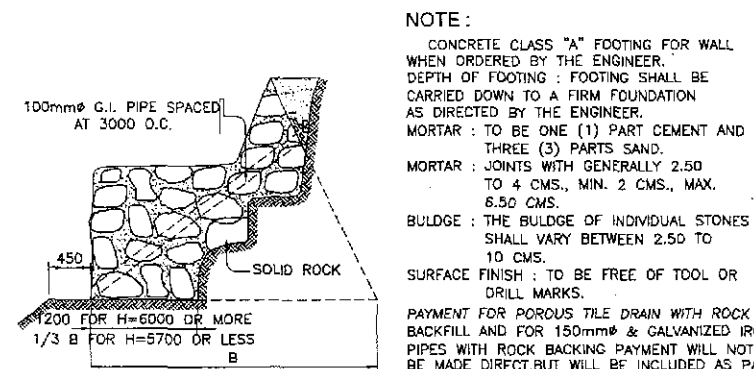 NOTE :
CONCRETE CLASS "A" FOOTING FOR WALL
WHEN ORDERED BY THE ENGINEER.
DEPTH OF FOOTING : FOOTING SHALL BE
CARRIED DOWN TO A FIRM FOUNDATION
AS DIRECTED BY THE ENGINEER.
MORTAR : TO BE ONE (1) PART CEMENT AND
THREE (3) PARTS SAND.
MORTAR : JOINTS WITH GENERALLY 2.50
TO 4 CMS., MIN. 2 CMS., MAX.
6.50 CMS.
BULDGE : THE BULDGE OF INDIVIDUAL STONES
SHALL VARY BETWEEN 2.50 TO
10 CMS.
SURFACE FINISH : TO BE FREE OF TOOL OR
DRILL MARKS.
PAYMENT FOR POROUS TILE DRAIN WITH ROCK
BACKFILL AND FOR 150mmø & GALVANIZED
PIPES WITH ROCK BACKING PAYMENT WILL NOT
BE MADE DIRECT.BUT WILL BE INCLUDED AS
100mmø G.I. PIPE SPACED
AT 3000 O.C.
B
450
SOLID ROCK
1200 FOR H=6000 OR MORE
1/3 B FOR H=5700 OR LESS
B